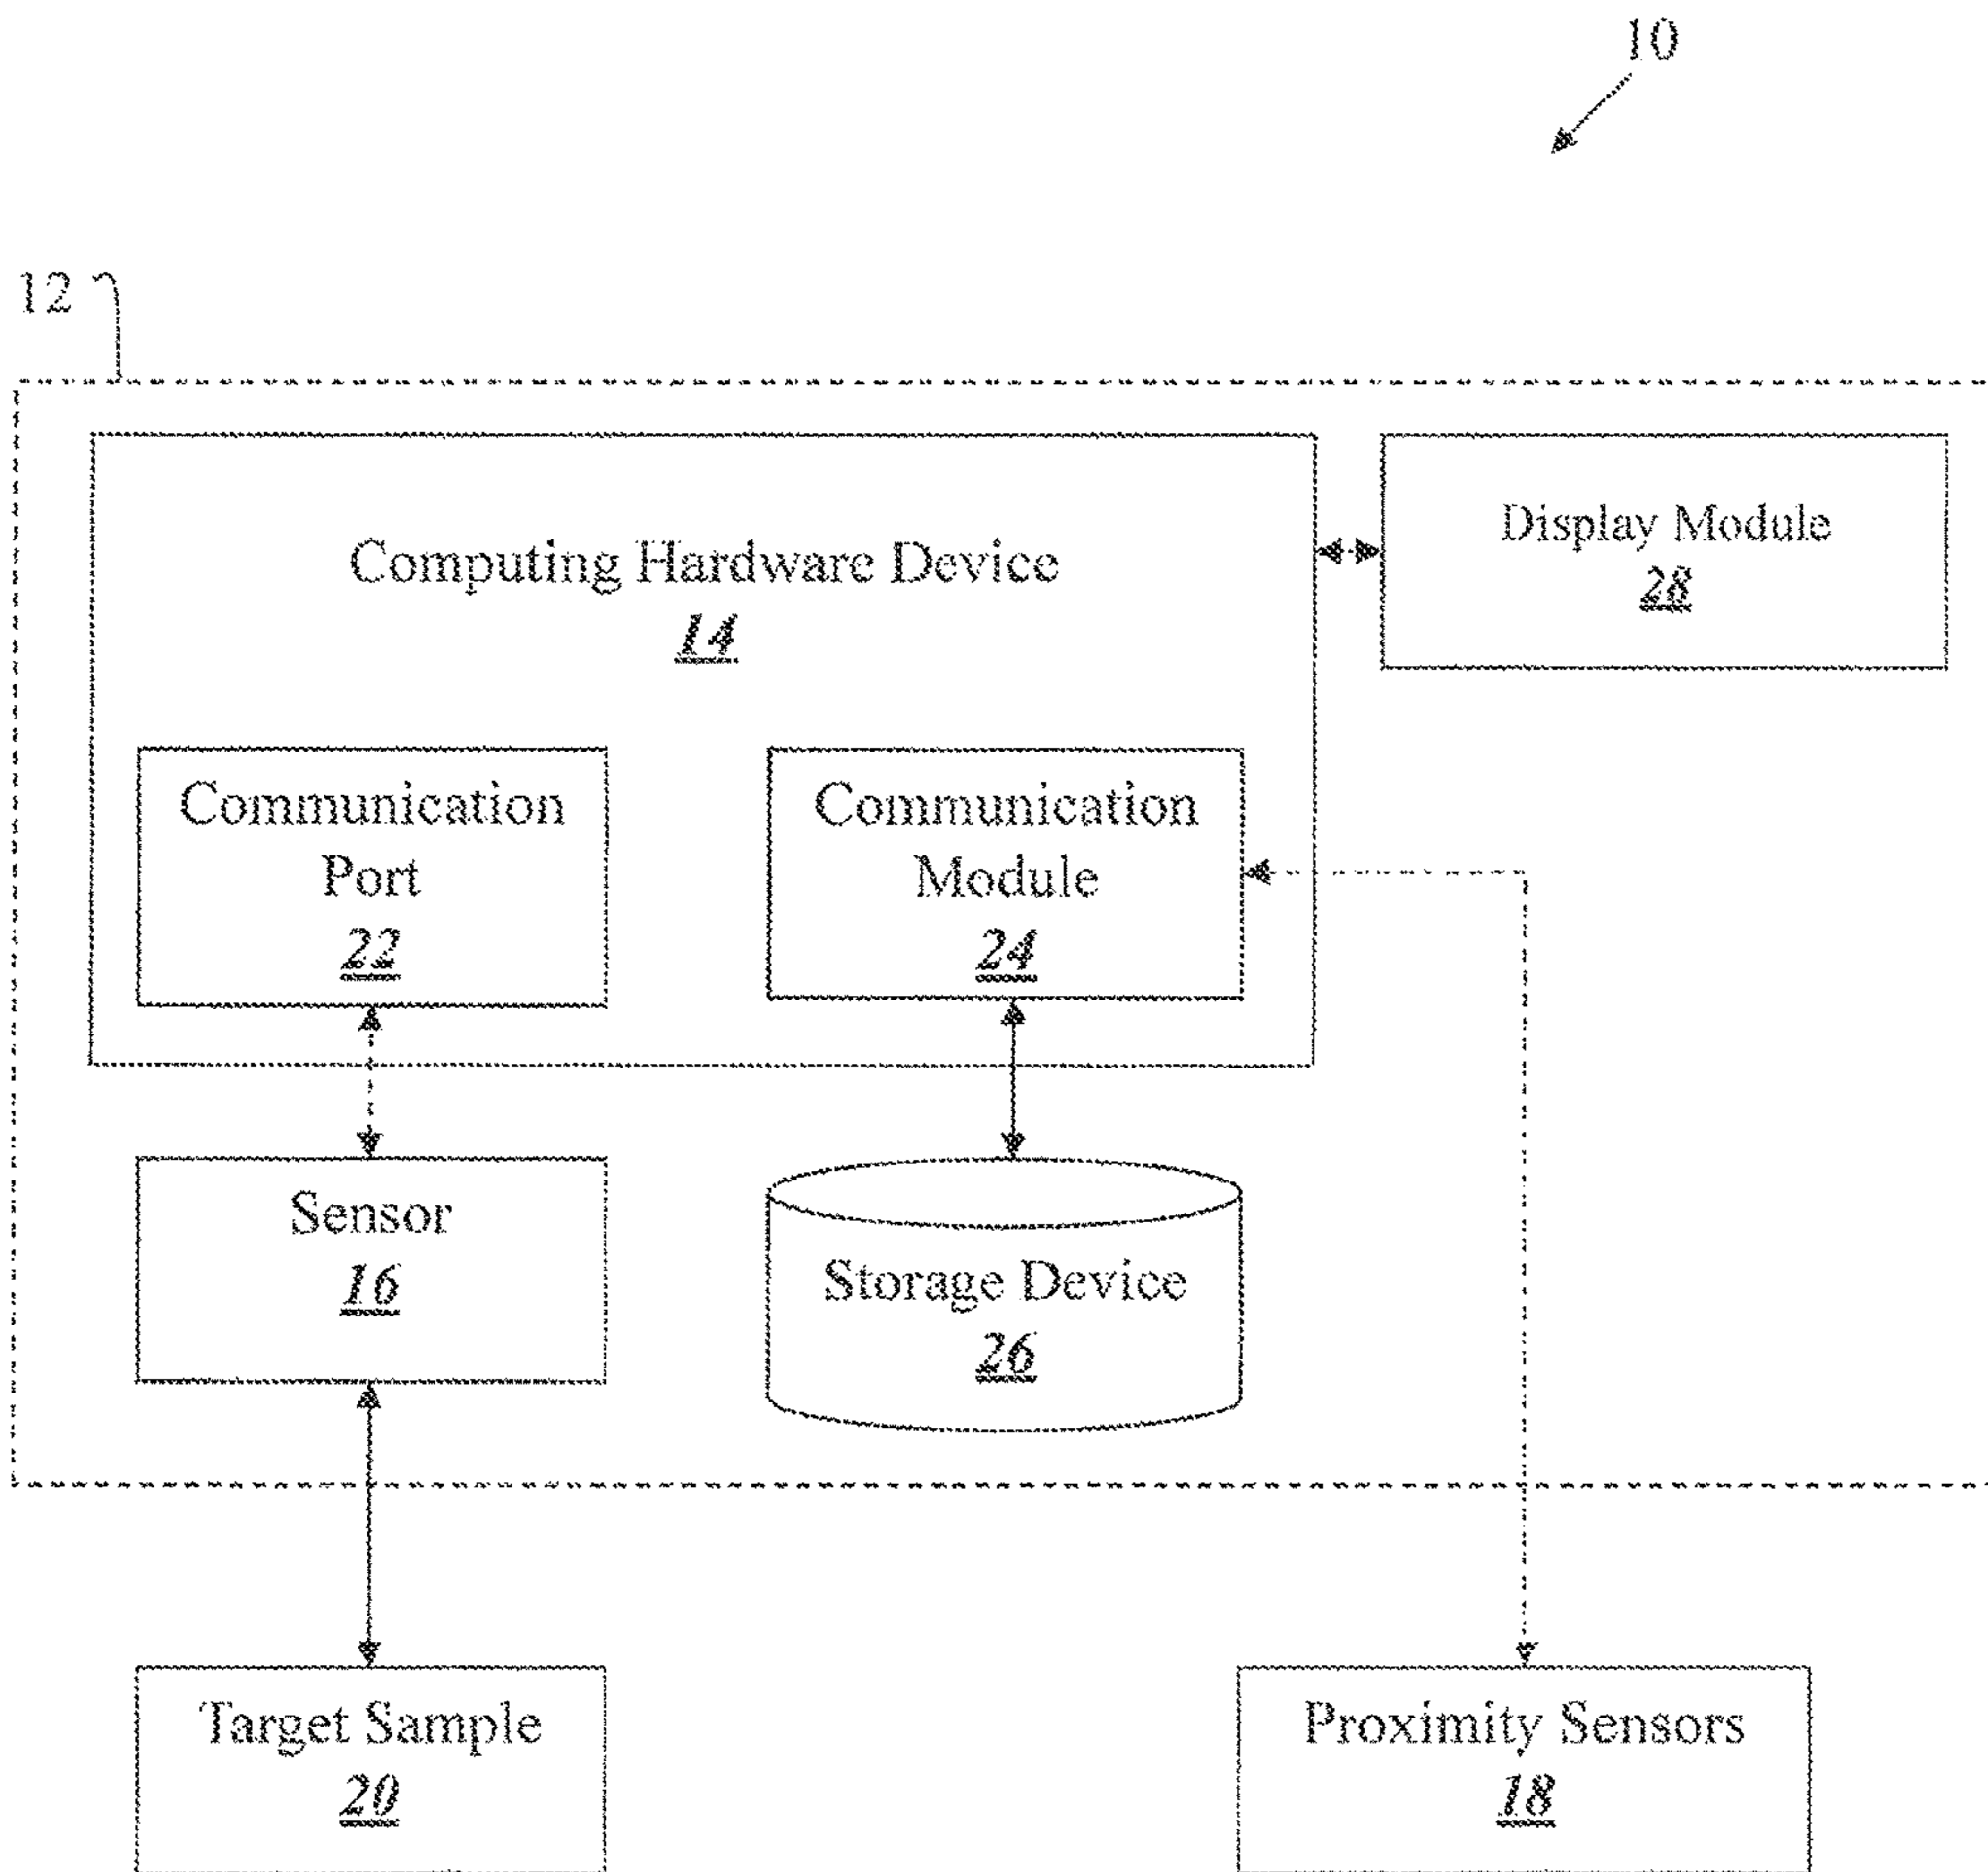 10
12
Computing Hardware Device
14
Display Module
28
Communication
Port
22
Communication
Module
24
Sensor
16
Storage Device
26
Target Sample
20
Proximity Sensors
18